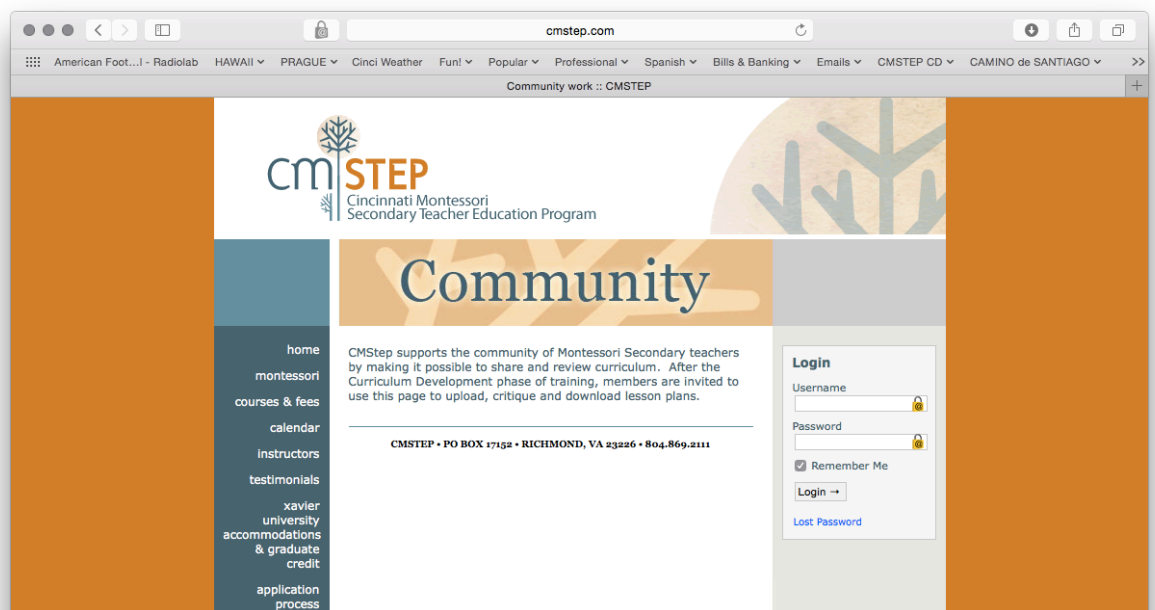 cmstep.com
American Foot...l - Radiolab HAWAII PRAGUE Cinci Weather Fun! Popular Professional Spanish Bills & Banking Emails CMSTEP CD CAMINO de SANTIAGO >>
Community work :: CMSTEP
cmSTEP
Cincinnati Montessori
Secondary Teacher Education Program
Community
home
montessori
courses & fees
calendar
instructors
testimonials
xavier
university
accommodations
& graduate
credit
application
process
CMStep supports the community of Montessori Secondary teachers
by making it possible to share and review curriculum. After the
Curriculum Development phase of training, members are invited to
use this page to upload, critique and download lesson plans.
CMSTEP • PO BOX 17152 • RICHMOND, VA 23226 • 804.869.2111
Login
Username
Password
Remember Me
Login →
Lost Password